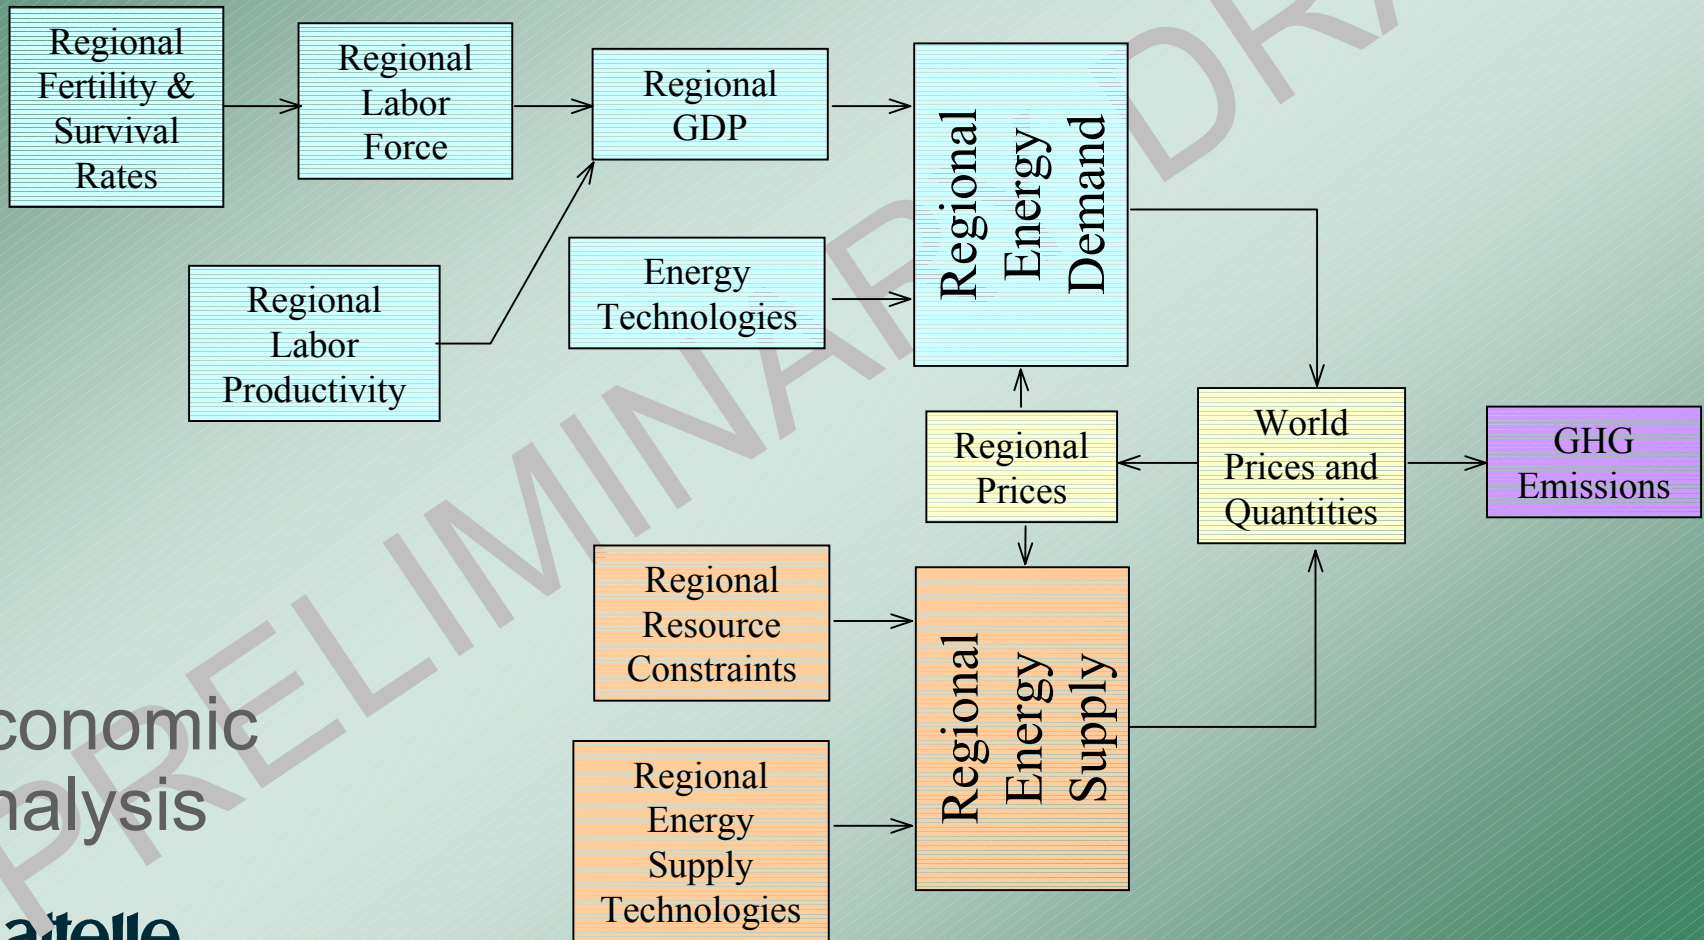 Regional
Fertility &
Survival
Rates
Regional
Labor
Force
Regional
GDP
Regional
Energy
Demand
Regional
Labor
Productivity
Energy
Technologies
Regional
Prices
World
Prices and
Quantities
GHG
Emissions
Regional
Resource
Constraints
Regional
Energy
Supply
Regional
Energy
Supply
Technologies
conomic
nalysis
PRELIMINARY DRA